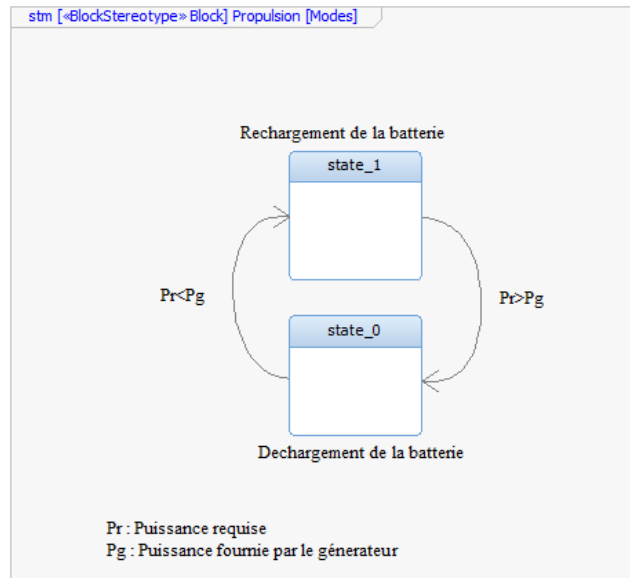 stm [«BlockStereotype» Block] Propulsion [Modes]
Rechargement de la batterie
state_1
Pr<Pg
Pr>Pg
state_0
Dechargement de la batterie
Pr : Puissance requise
Pg : Puissance fournie par le génerateur